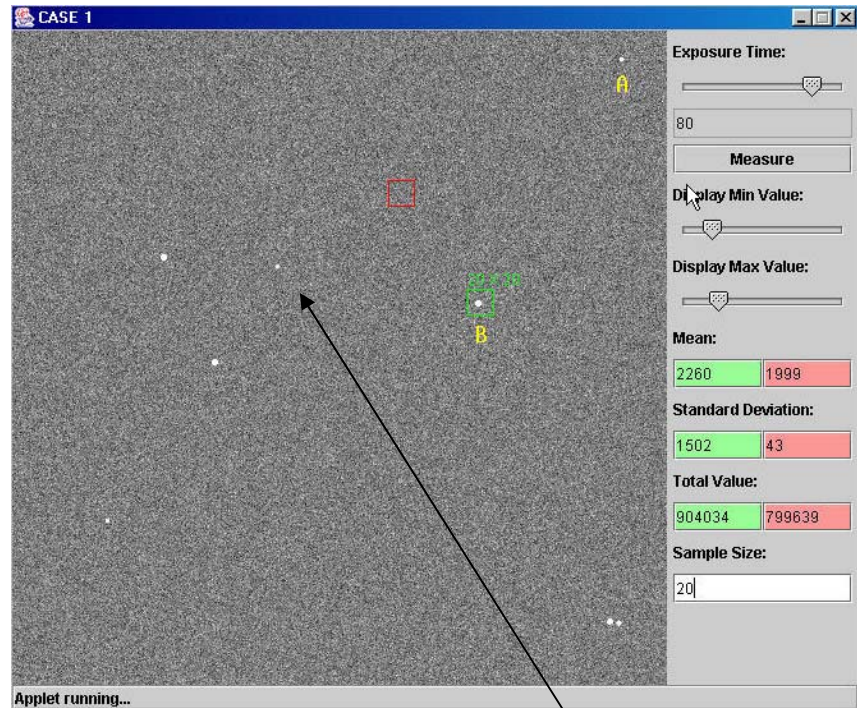 CASE 1
Exposure Time:
80
Measure
Display Min Value:
Display Max Value:
Mean:
2260 1999
Standard Deviation:
1502 43
Total Value:
904034 799639
Sample Size:
20
A
B
Applet running...